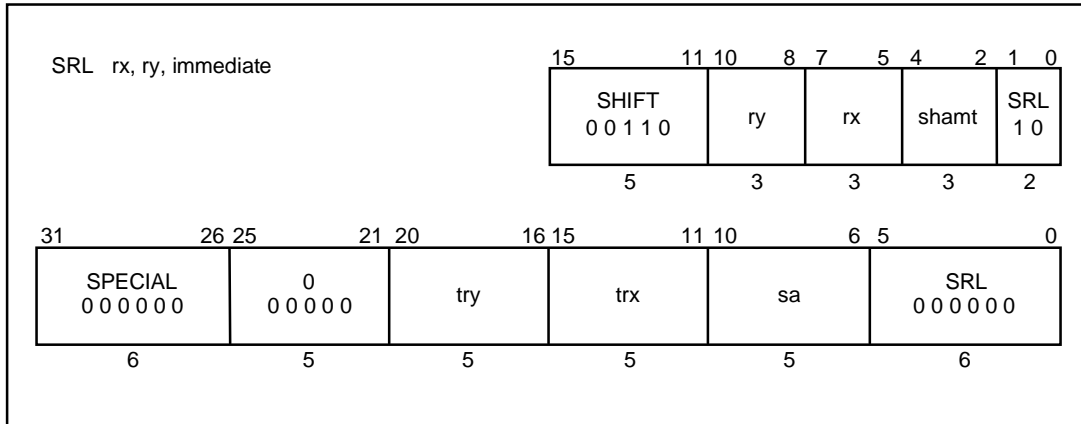 SRL rx, ry, immediate
15 11 10 8 7 5 4 2 1 0
SHIFT ry rx shamt SRL
0 0 1 1 0 1 0
5 3 3 3 2
31 26 25 21 20 16 15 11 10 6 5 0
SPECIAL 0 try trx sa SRL
0 0 0 0 0 0 0 0 0 0 0 0 0 0 0 0 0
6 5 5 5 5 6